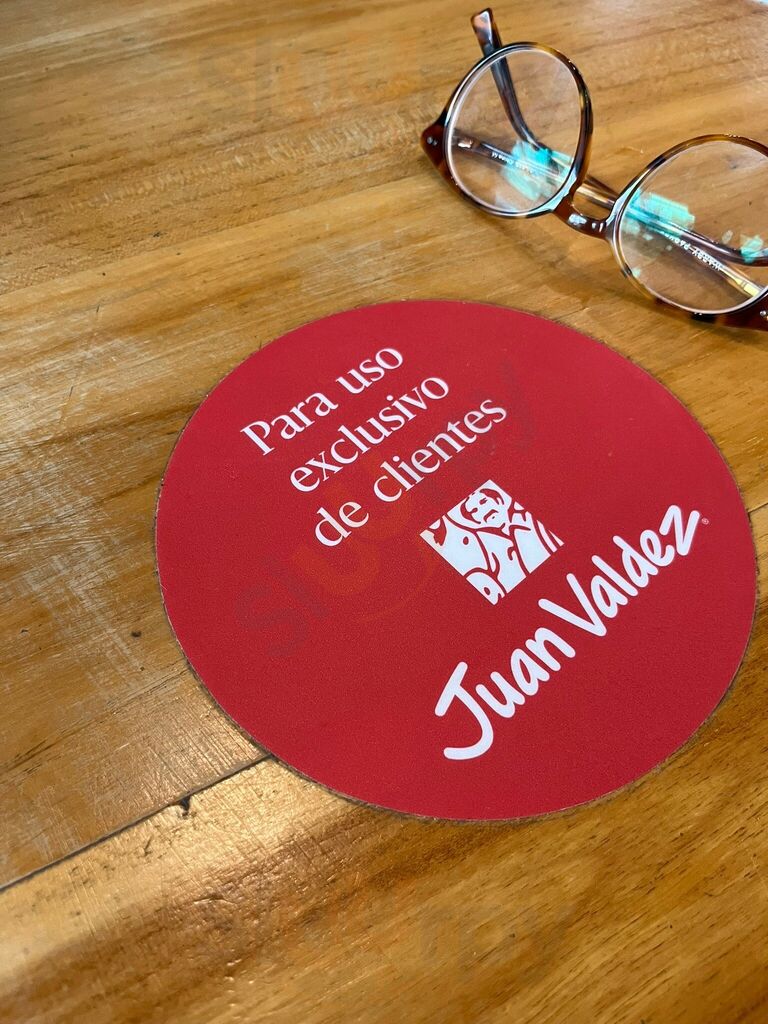 Para uso
exclusivo
de clientes
Juan Valdez®